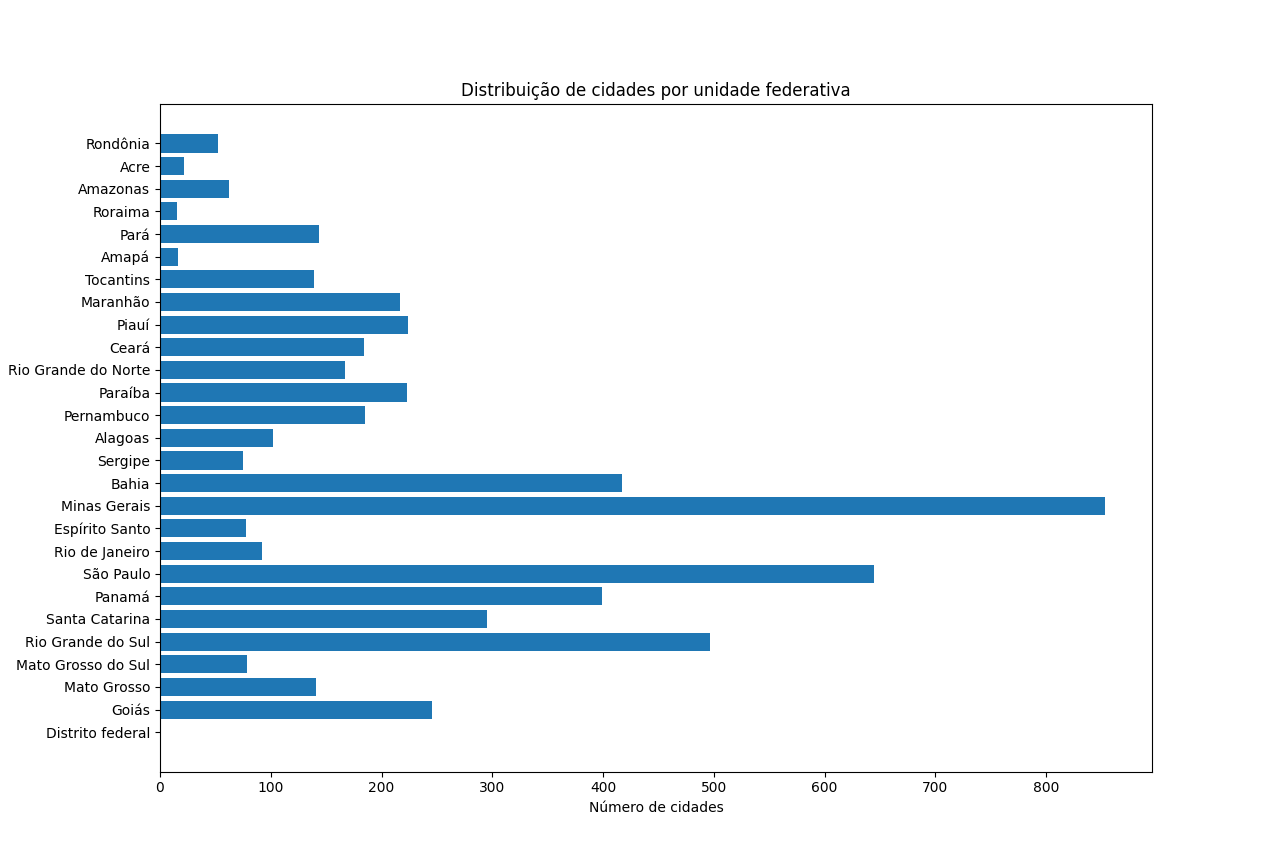 Distribuição de cidades por unidade federativa
Rondônia
Acre
Amazonas
Roraima
Pará
Amapá
Tocantins
Maranhão
Piauí
Ceará
Rio Grande do Norte
Paraíba
Pernambuco
Alagoas
Sergipe
Bahia
Minas Gerais
Espírito Santo
Rio de Janeiro
São Paulo
Panamá
Santa Catarina
Rio Grande do Sul
Mato Grosso do Sul
Mato Grosso
Goiás
Distrito federal
0 100 200 300 400 500 600 700 800
Número de cidades